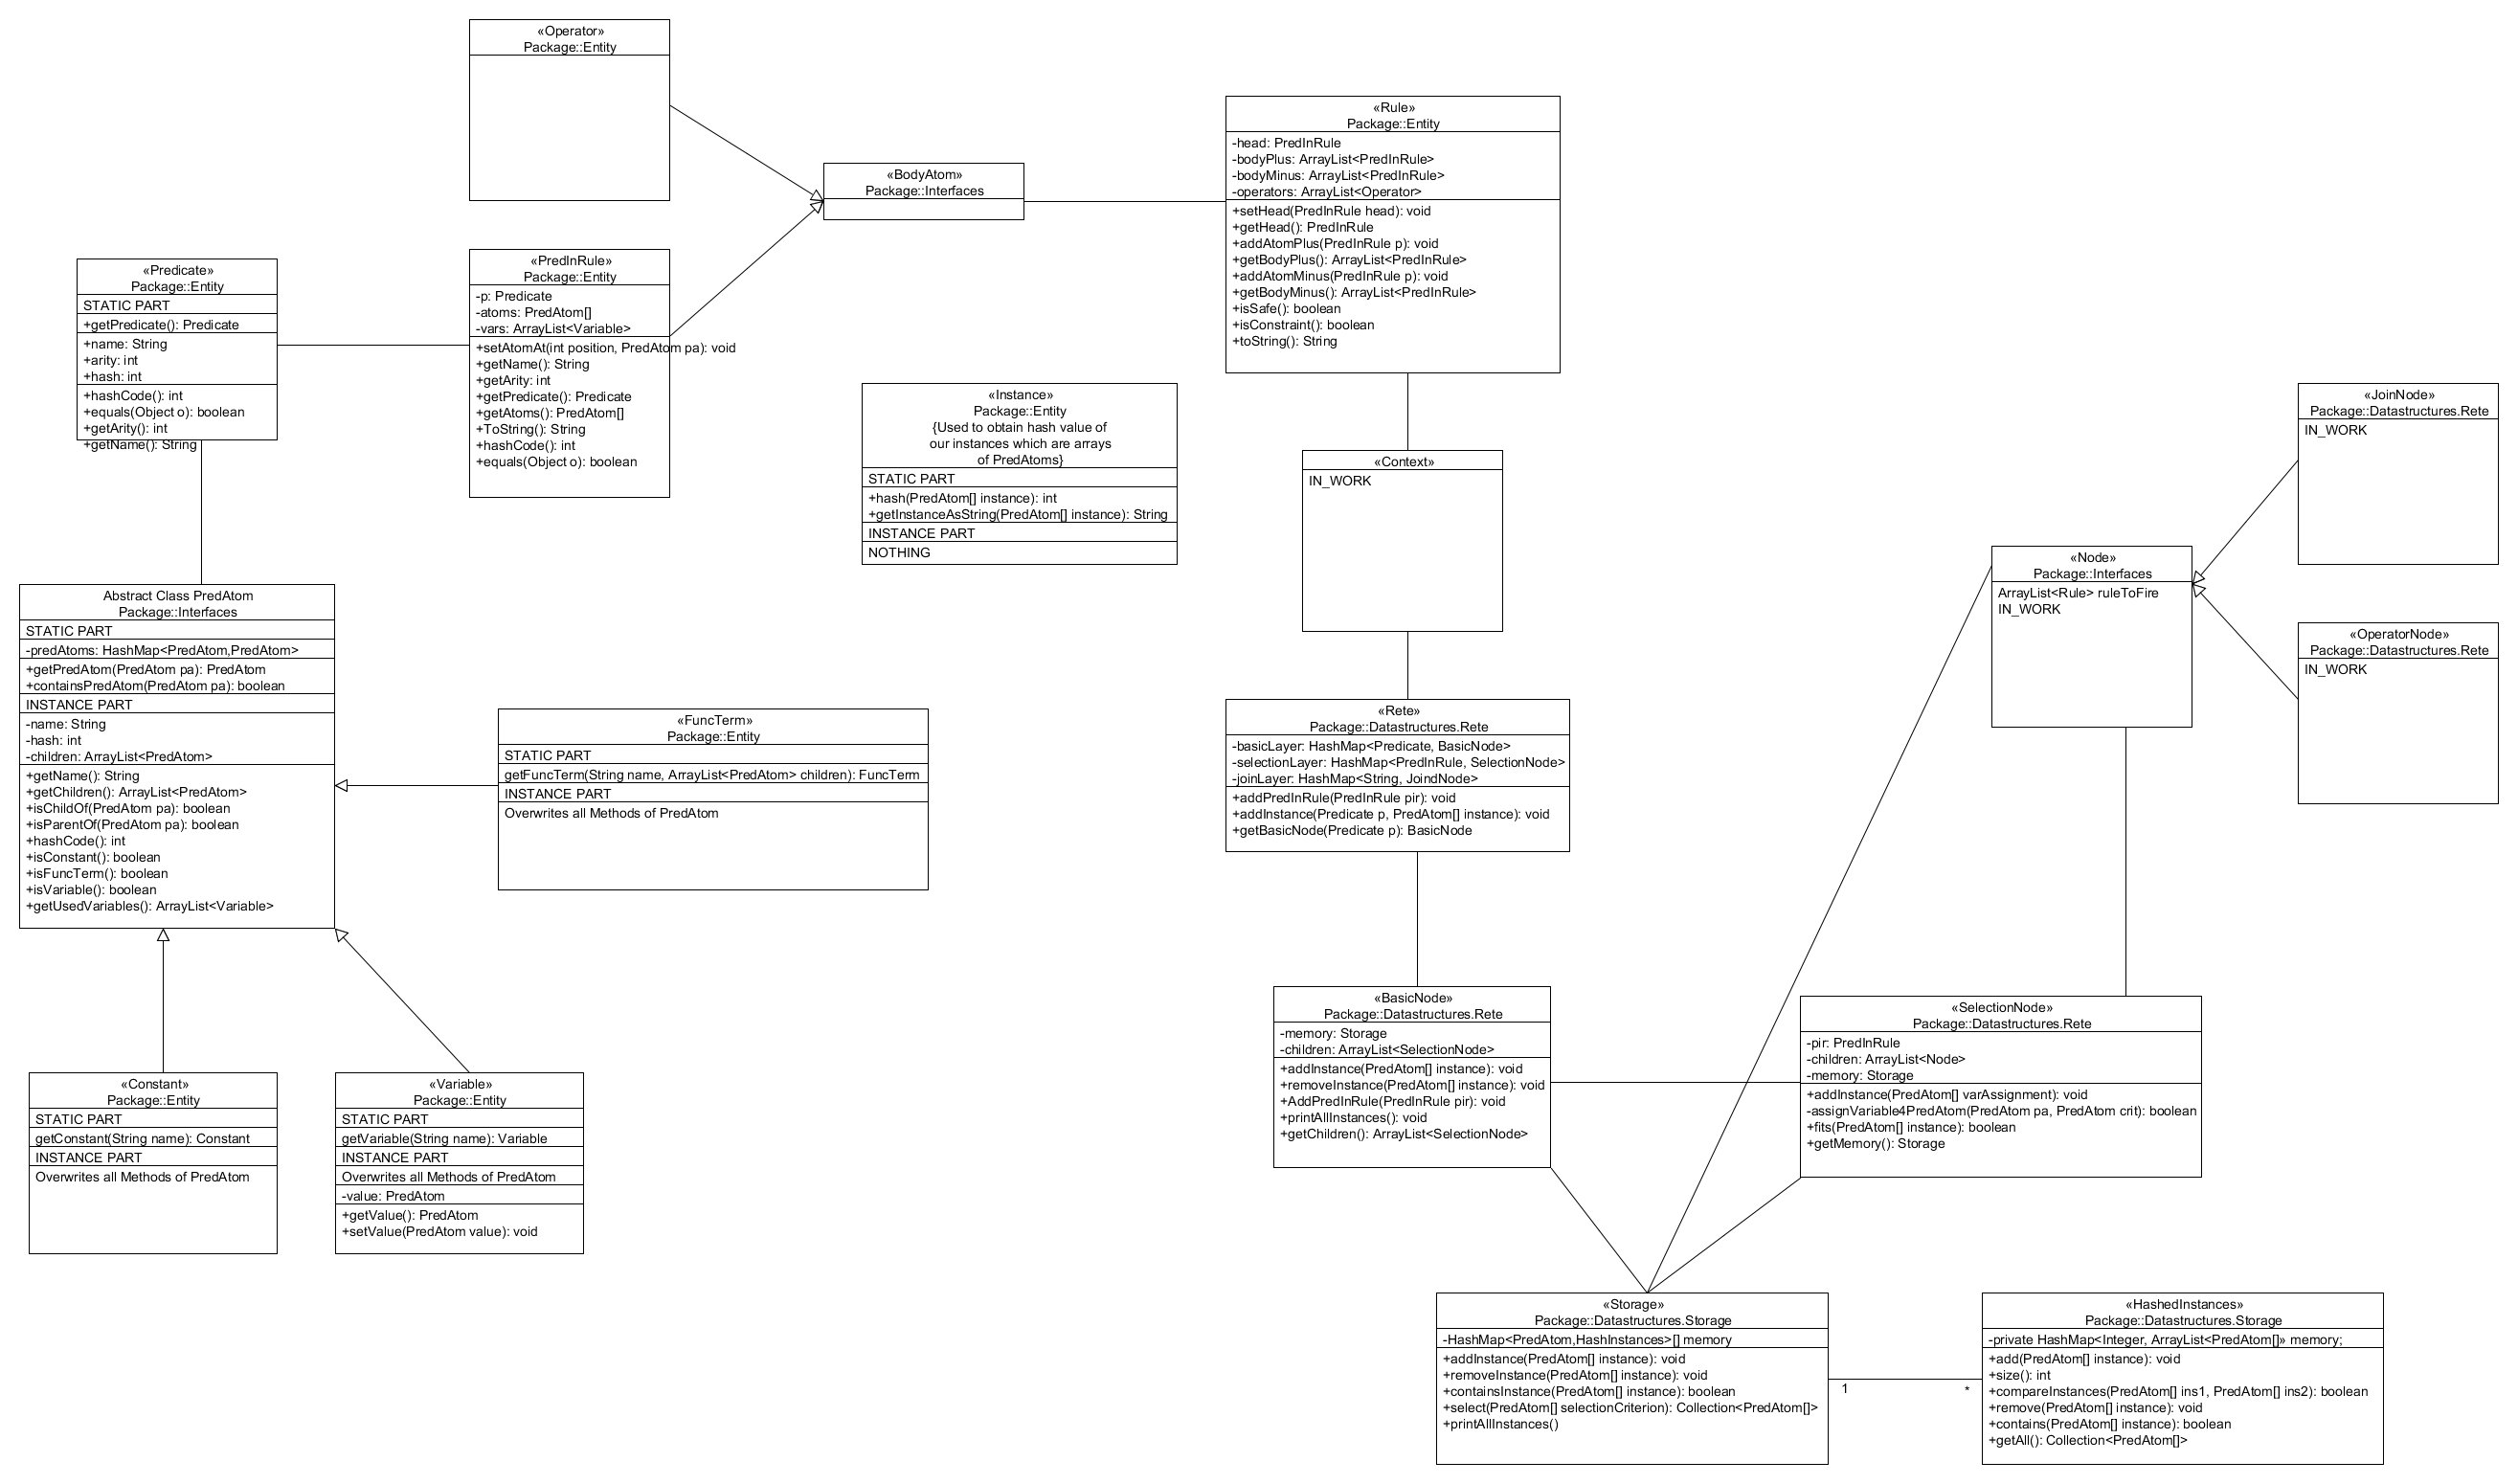 «Operator»
Package::Entity
«Rule»
Package::Entity
-head: PredInRule
-bodyPlus: ArrayList<PredInRule>
-bodyMinus: ArrayList<PredInRule>
-operators: ArrayList<Operator>
+setHead(PredInRule head): void
+getHead(): PredInRule
+addAtomPlus(PredInRule p): void
+getBodyPlus(): ArrayList<PredInRule>
+addAtomMinus(PredInRule p): void
+getBodyMinus(): ArrayList<PredInRule>
+isSafe(): boolean
+isConstraint(): boolean
+toString(): String
«BodyAtom»
Package::Interfaces
«Predicate»
Package::Entity
STATIC PART
+getPredicate(): Predicate
+name: String
+arity: int
+hash: int
+hashCode(): int
+equals(Object o): boolean
+getArity(): int
+getName(): String
«PredInRule»
Package::Entity
-p: Predicate
-atoms: PredAtom[]
-vars: ArrayList<Variable>
+setAtomAt(int position, PredAtom pa): void
+getName(): String
+getArity: int
+getPredicate(): Predicate
+getAtoms(): PredAtom[]
+ToString(): String
+hashCode(): int
+equals(Object o): boolean
«Instance»
Package::Entity
{Used to obtain hash value of
our instances which are arrays
of PredAtoms}
STATIC PART
+hash(PredAtom[] instance): int
+getInstanceAsString(PredAtom[] instance): String
INSTANCE PART
NOTHING
«Context»
IN_WORK
«JoinNode»
Package::Datastructures.Rete
IN_WORK
«Node»
Package::Interfaces
ArrayList<Rule> ruleToFire
IN_WORK
«OperatorNode»
Package::Datastructures.Rete
IN_WORK
Abstract Class PredAtom
Package::Interfaces
STATIC PART
-predAtoms: HashMap<PredAtom,PredAtom>
+getPredAtom(PredAtom pa): PredAtom
+containsPredAtom(PredAtom pa): boolean
INSTANCE PART
-name: String
-hash: int
-children: ArrayList<PredAtom>
+getName(): String
+getChildren(): ArrayList<PredAtom>
+isChildOf(PredAtom pa): boolean
+isParentOf(PredAtom pa): boolean
+hashCode(): int
+isConstant(): boolean
+isFuncTerm(): boolean
+isVariable(): boolean
+getUsedVariables(): ArrayList<Variable>
«FuncTerm»
Package::Entity
STATIC PART
getFuncTerm(String name, ArrayList<PredAtom> children): FuncTerm
INSTANCE PART
Overwrites all Methods of PredAtom
«Rete»
Package::Datastructures.Rete
-basicLayer: HashMap<Predicate, BasicNode>
-selectionLayer: HashMap<PredInRule, SelectionNode>
-joinLayer: HashMap<String, JoindNode>
+addPredInRule(PredInRule pir): void
+addInstance(Predicate p, PredAtom[] instance): void
+getBasicNode(Predicate p): BasicNode
«BasicNode»
Package::Datastructures.Rete
-memory: Storage
-children: ArrayList<SelectionNode>
+addInstance(PredAtom[] instance): void
+removeInstance(PredAtom[] instance): void
+AddPredInRule(PredInRule pir): void
+printAllInstances(): void
+getChildren(): ArrayList<SelectionNode>
«SelectionNode»
Package::Datastructures.Rete
-pir: PredInRule
-children: ArrayList<Node>
-memory: Storage
+addInstance(PredAtom[] varAssignment): void
-assignVariable4PredAtom(PredAtom pa, PredAtom crit): boolean
+fits(PredAtom[] instance): boolean
+getMemory(): Storage
«Constant»
Package::Entity
STATIC PART
getConstant(String name): Constant
INSTANCE PART
Overwrites all Methods of PredAtom
«Variable»
Package::Entity
STATIC PART
getVariable(String name): Variable
INSTANCE PART
Overwrites all Methods of PredAtom
-value: PredAtom
+getValue(): PredAtom
+setValue(PredAtom value): void
«Storage»
Package::Datastructures.Storage
-HashMap<PredAtom,HashInstances>[] memory
+addInstance(PredAtom[] instance): void
+removeInstance(PredAtom[] instance): void
+containsInstance(PredAtom[] instance): boolean
+select(PredAtom[] selectionCriterion): Collection<PredAtom[]>
+printAllInstances()
1
*
«HashedInstances»
Package::Datastructures.Storage
-private HashMap<Integer, ArrayList<PredAtom[]» memory;
+add(PredAtom[] instance): void
+size(): int
+compareInstances(PredAtom[] ins1, PredAtom[] ins2): boolean
+remove(PredAtom[] instance): void
+contains(PredAtom[] instance): boolean
+getAll(): Collection<PredAtom[]>